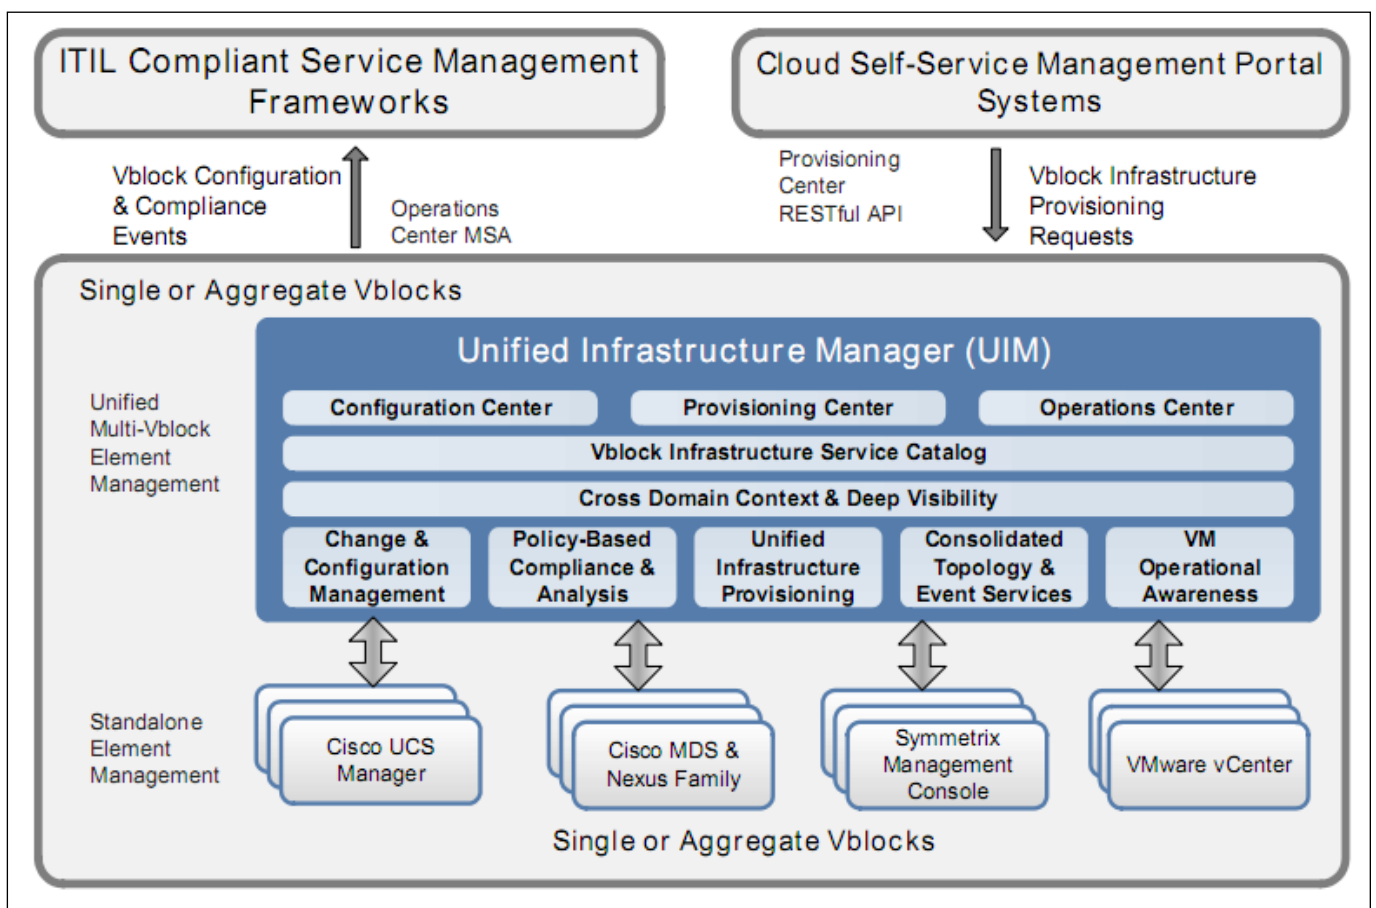 ITIL Compliant Service Management
Frameworks
Cloud Self-Service Management Portal
Systems
Vblock Configuration
& Compliance
Events
Operations
Center MSA
Provisioning
Center
RESTful API
Vblock Infrastructure
Provisioning
Requests
Single or Aggregate Vblocks
Unified Infrastructure Manager (UIM)
Unified
Multi-Vblock
Element
Management
Configuration Center
Provisioning Center
Operations Center
Vblock Infrastructure Service Catalog
Cross Domain Context & Deep Visibility
Change &
Configuration
Management
Policy-Based
Compliance &
Analysis
Unified
Infrastructure
Provisioning
Consolidated
Topology &
Event Services
VM
Operational
Awareness
Standalone
Element
Management
Cisco UCS
Manager
Cisco MDS &
Nexus Family
Symmetrix
Management
Console
VMware vCenter
Single or Aggregate Vblocks